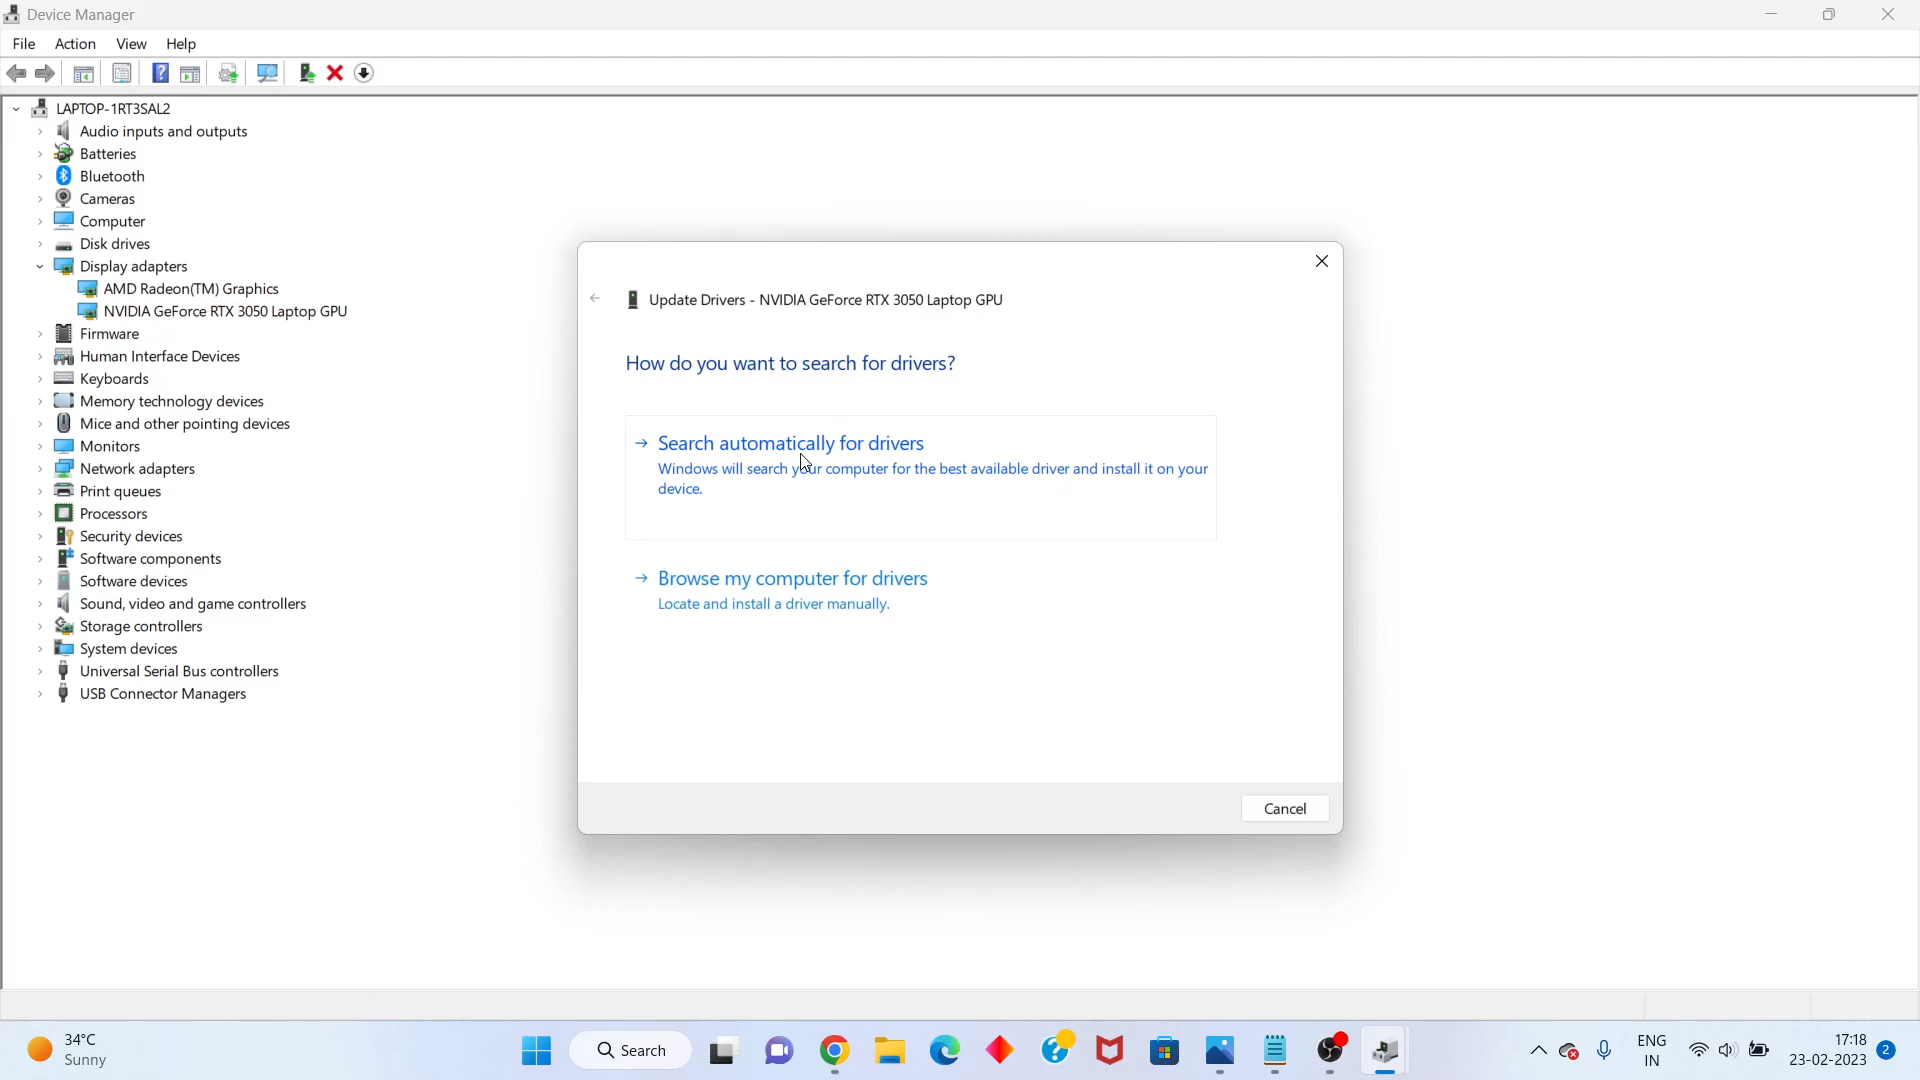 Device Manager
File Action View Help
LAPTOP-1RT3SAL2
Audio inputs and outputs
Batteries
Bluetooth
Cameras
Computer
Disk drives
Display adapters
AMD Radeon(TM) Graphics
NVIDIA GeForce RTX 3050 Laptop GPU
Firmware
Human Interface Devices
Keyboards
Memory technology devices
Mice and other pointing devices
Monitors
Network adapters
Print queues
Processors
Security devices
Software components
Software devices
Sound, video and game controllers
Storage controllers
System devices
Universal Serial Bus controllers
USB Connector Managers
Update Drivers - NVIDIA GeForce RTX 3050 Laptop GPU
How do you want to search for drivers?
Search automatically for drivers
Windows will search your computer for the best available driver and install it on your
device.
Browse my computer for drivers
Locate and install a driver manually.
Cancel
34°C
Sunny
Search
ENG
IN
17:18
23-02-2023
2